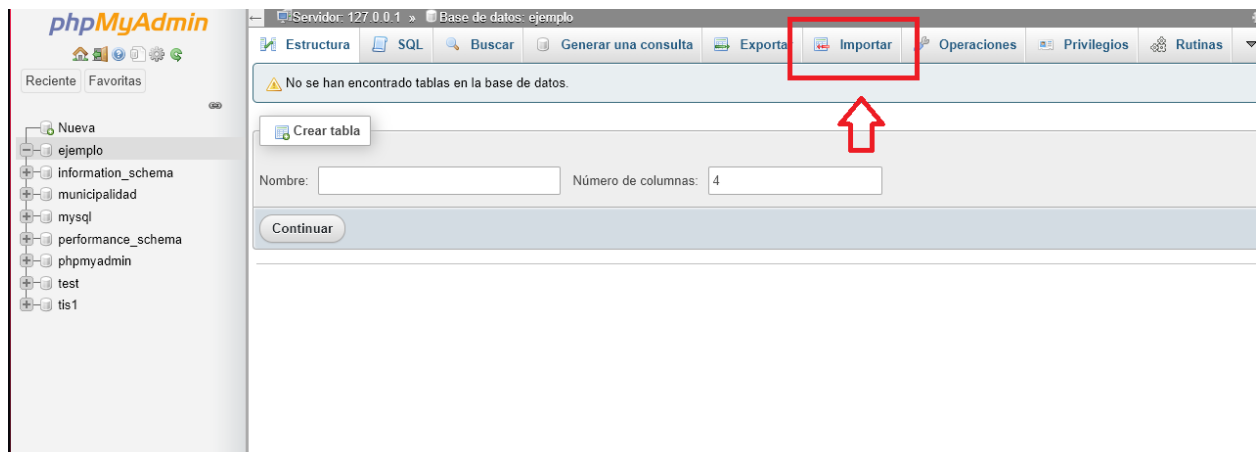 phpMyAdmin
Reciente Favoritas
Nueva
ejemplo
information_schema
municipalidad
mysql
performance_schema
phpmyadmin
test
tis1
Servidor: 127.0.0.1 » Base de datos: ejemplo
Estructura SQL Buscar Generar una consulta Exportar Importar Operaciones Privilegios Rutinas
No se han encontrado tablas en la base de datos.
Crear tabla
Nombre: Número de columnas: 4
Continuar